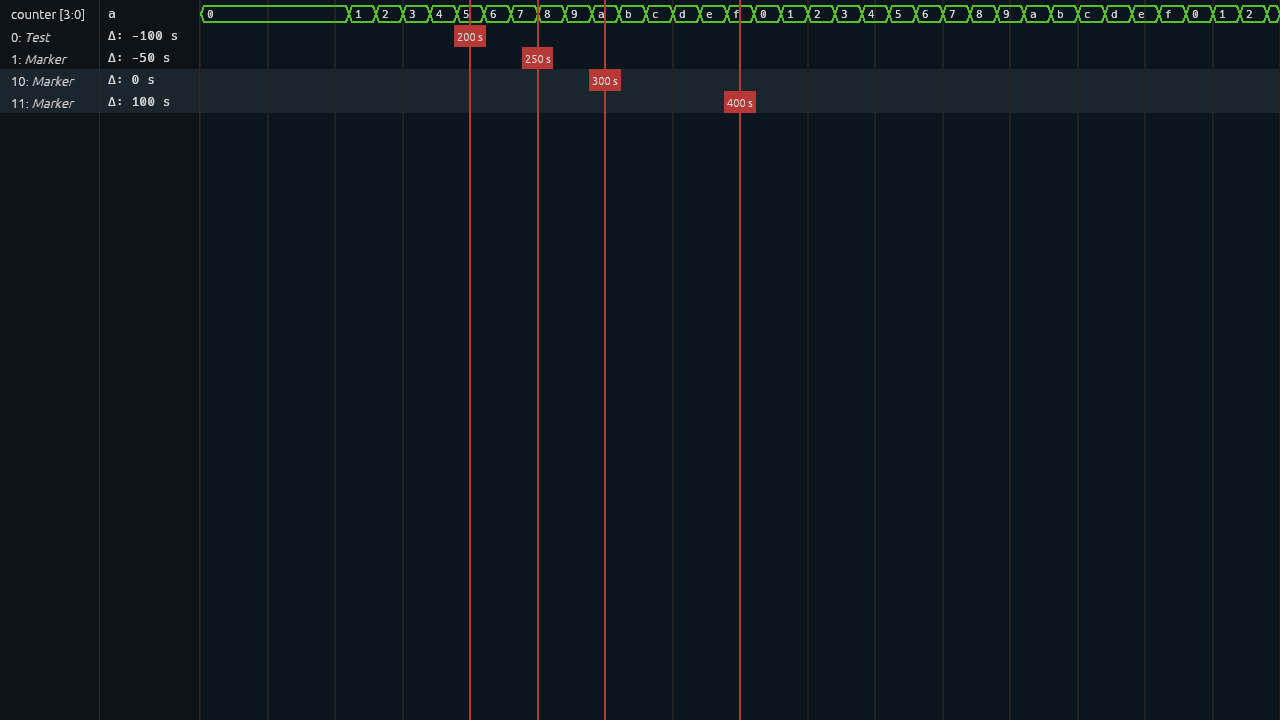 counter [3:0] a 0 1 2 3 4 5 6 7 8 9 a b c d e f 0 1 2 3 4 5 6 7 8 9 a b c d e f 0 1 2
0: Test Δ: −100 s 200 s
1: Marker Δ: −50 s 250 s
10: Marker Δ: 0 s 300 s
11: Marker Δ: 100 s 400 s